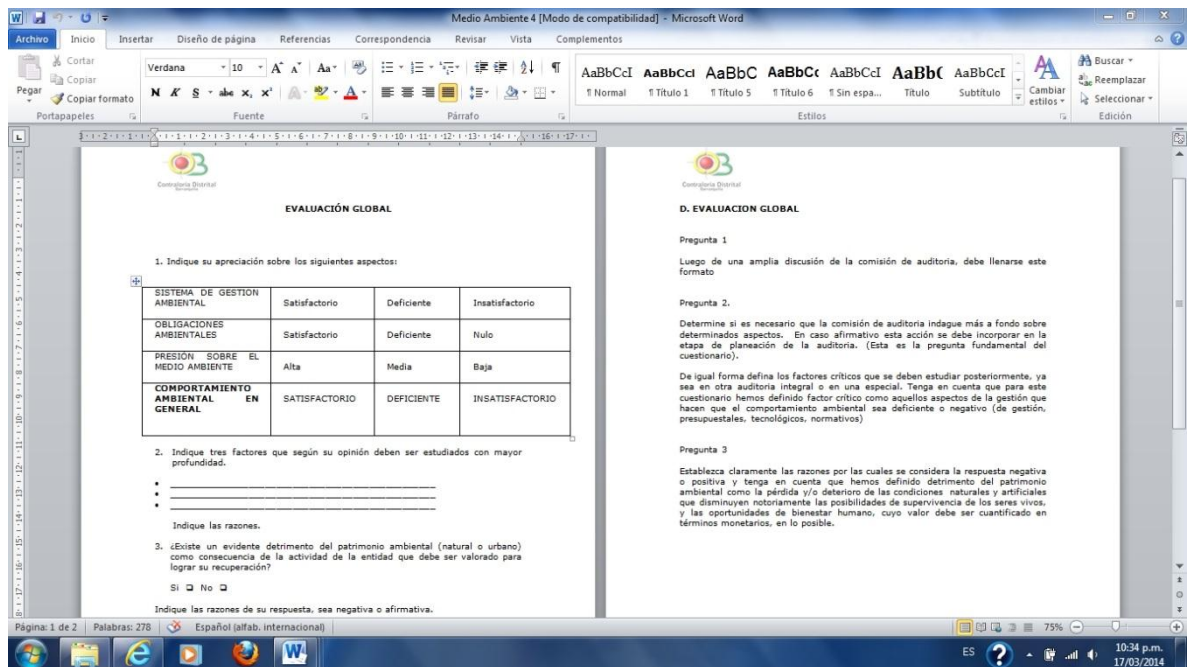 Medio Ambiente 4 [Modo de compatibilidad] - Microsoft Word
Archivo Inicio Insertar Diseño de página Referencias Correspondencia Revisar Vista Complementos
Pegar
Cortar
Copiar
Copiar formato
Portapapeles
Verdana 10
Fuente
Párrafo
AaBbCcI AaBbCcI AaBbC AaBbCc AaBbCcI AaBb( AaBbCcI
¶ Normal ¶ Título 1 ¶ Título 5 ¶ Título 6 ¶ Sin espa... Título Subtítulo
Cambiar estilos
Estilos
Buscar
Reemplazar
Seleccionar
Edición
Contraloría Distrital
EVALUACIÓN GLOBAL
1. Indique su apreciación sobre los siguientes aspectos:
SISTEMA DE GESTION
AMBIENTAL Satisfactorio Deficiente Insatisfactorio
OBLIGACIONES
AMBIENTALES Satisfactorio Deficiente Nulo
PRESIÓN SOBRE EL
MEDIO AMBIENTE Alta Media Baja
COMPORTAMIENTO
AMBIENTAL EN
GENERAL SATISFACTORIO DEFICIENTE INSATISFACTORIO
2. Indique tres factores que según su opinión deben ser estudiados con mayor
profundidad.
Indique las razones.
3. ¿Existe un evidente detrimento del patrimonio ambiental (natural o urbano)
como consecuencia de la actividad de la entidad que debe ser valorado para
lograr su recuperación?
Si ❑ No ❑
Indique las razones de su respuesta, sea negativa o afirmativa.
Contraloría Distrital
D. EVALUACION GLOBAL
Pregunta 1
Luego de una amplia discusión de la comisión de auditoria, debe llenarse este
formato
Pregunta 2.
Determine si es necesario que la comisión de auditoria indague más a fondo sobre
determinados aspectos. En caso afirmativo esta acción se debe incorporar en la
etapa de planeación de la auditoria. (Esta es la pregunta fundamental del
cuestionario).
De igual forma defina los factores críticos que se deben estudiar posteriormente, ya
sea en otra auditoria integral o en una especial. Tenga en cuenta que para este
cuestionario hemos definido factor crítico como aquellos aspectos de la gestión que
hacen que el comportamiento ambiental sea deficiente o negativo (de gestión,
presupuestales, tecnológicos, normativos)
Pregunta 3
Establezca claramente las razones por las cuales se considera la respuesta negativa
o positiva y tenga en cuenta que hemos definido detrimento del patrimonio
ambiental como la pérdida y/o deterioro de las condiciones naturales y artificiales
que disminuyen notoriamente las posibilidades de supervivencia de los seres vivos,
y las oportunidades de bienestar humano, cuyo valor debe ser cuantificado en
términos monetarios, en lo posible.
Página: 1 de 2 Palabras: 278 Español (alfab. internacional) 75%
ES 10:34 p.m.
17/03/2014